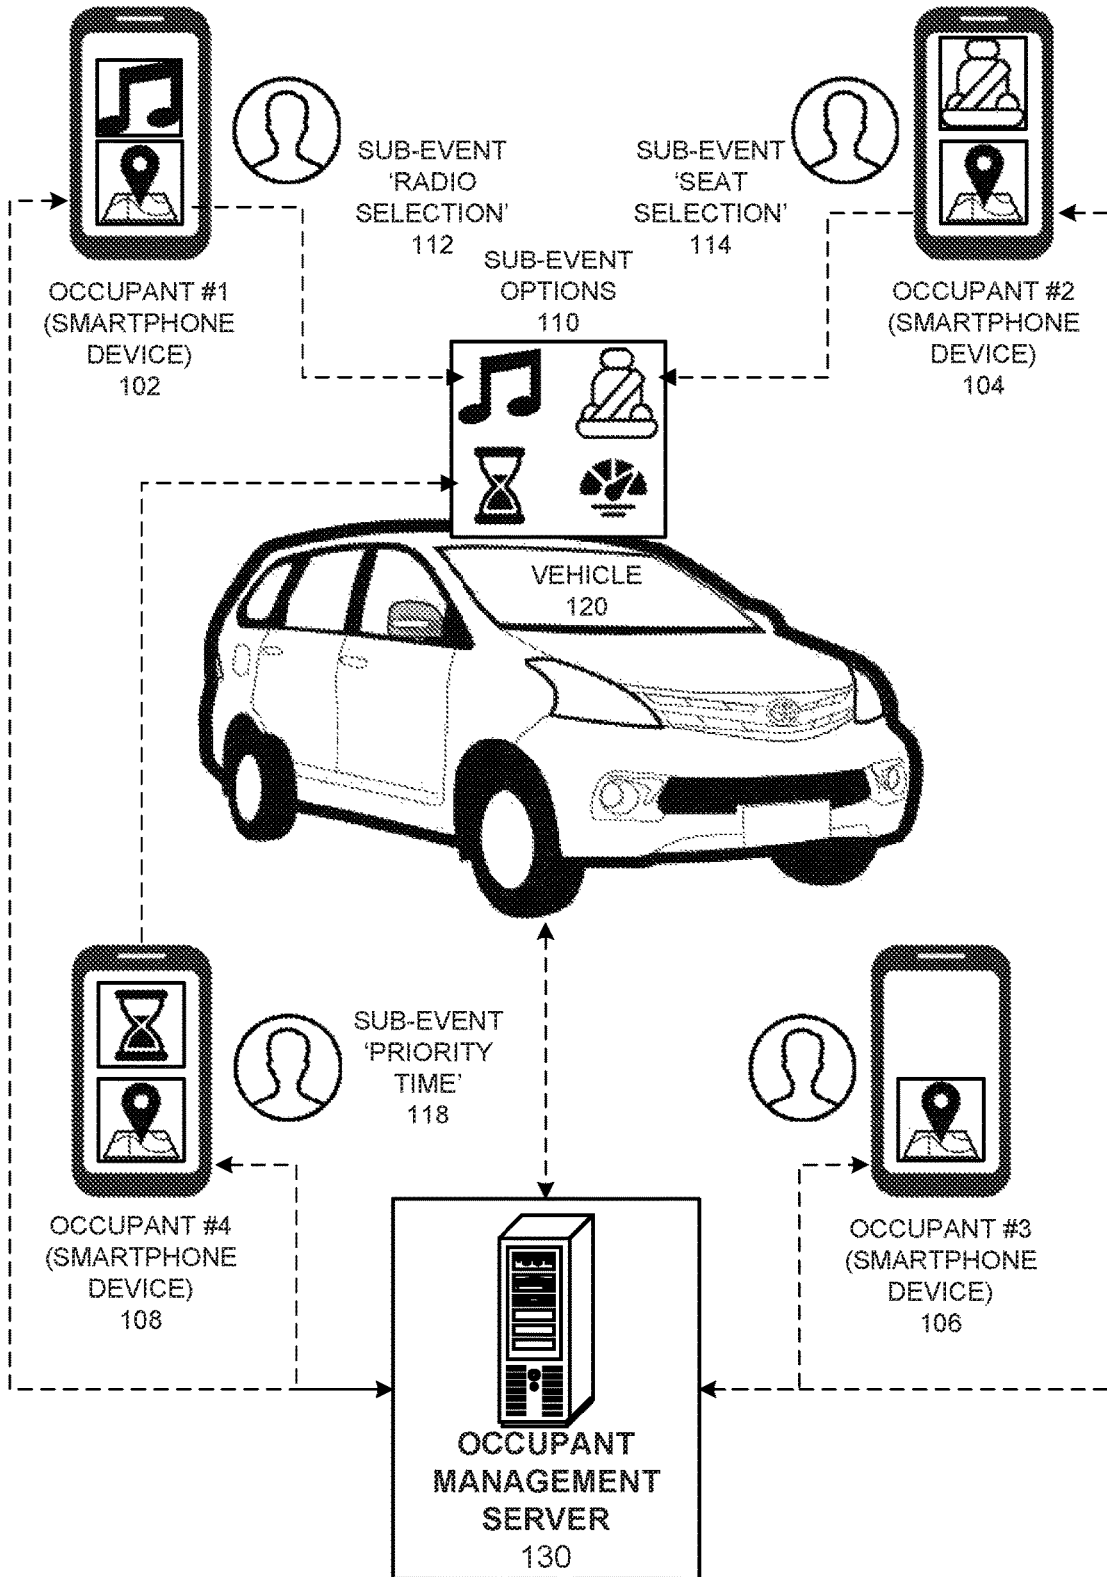 SUB-EVENT
‘RADIO
SELECTION’
112
SUB-EVENT
‘SEAT
SELECTION’
114
SUB-EVENT
OPTIONS
110
OCCUPANT #1
(SMARTPHONE
DEVICE)
102
OCCUPANT #2
(SMARTPHONE
DEVICE)
104
VEHICLE
120
SUB-EVENT
‘PRIORITY
TIME’
118
OCCUPANT #4
(SMARTPHONE
DEVICE)
108
OCCUPANT #3
(SMARTPHONE
DEVICE)
106
OCCUPANT
MANAGEMENT
SERVER
130